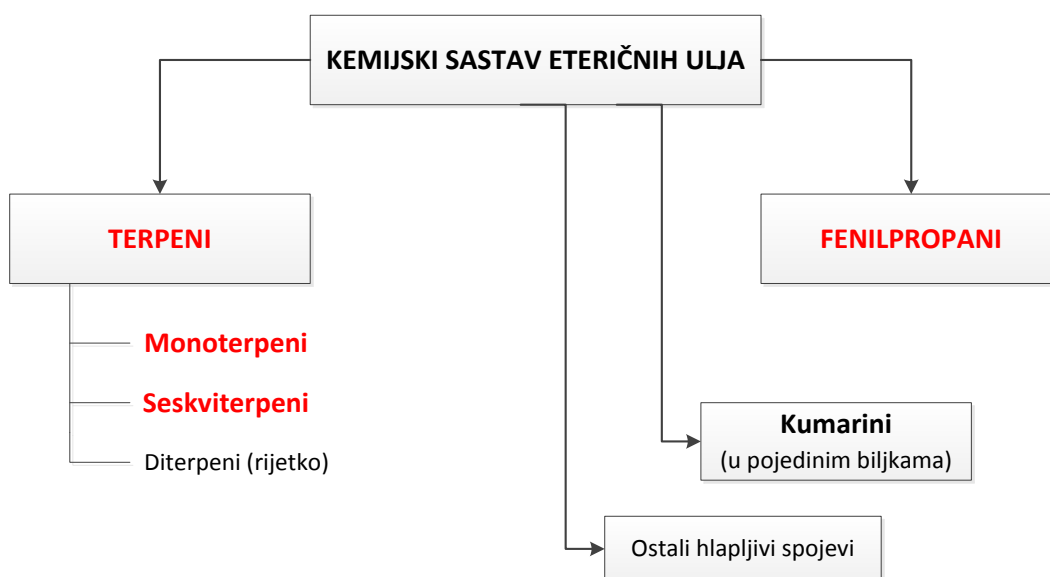 KEMIJSKI SASTAV ETERIČNIH ULJA
TERPENI
FENILPROPANI
Monoterpeni
Seskviterpeni
Diterpeni (rijetko)
Kumarini
(u pojedinim biljkama)
Ostali hlapljivi spojevi